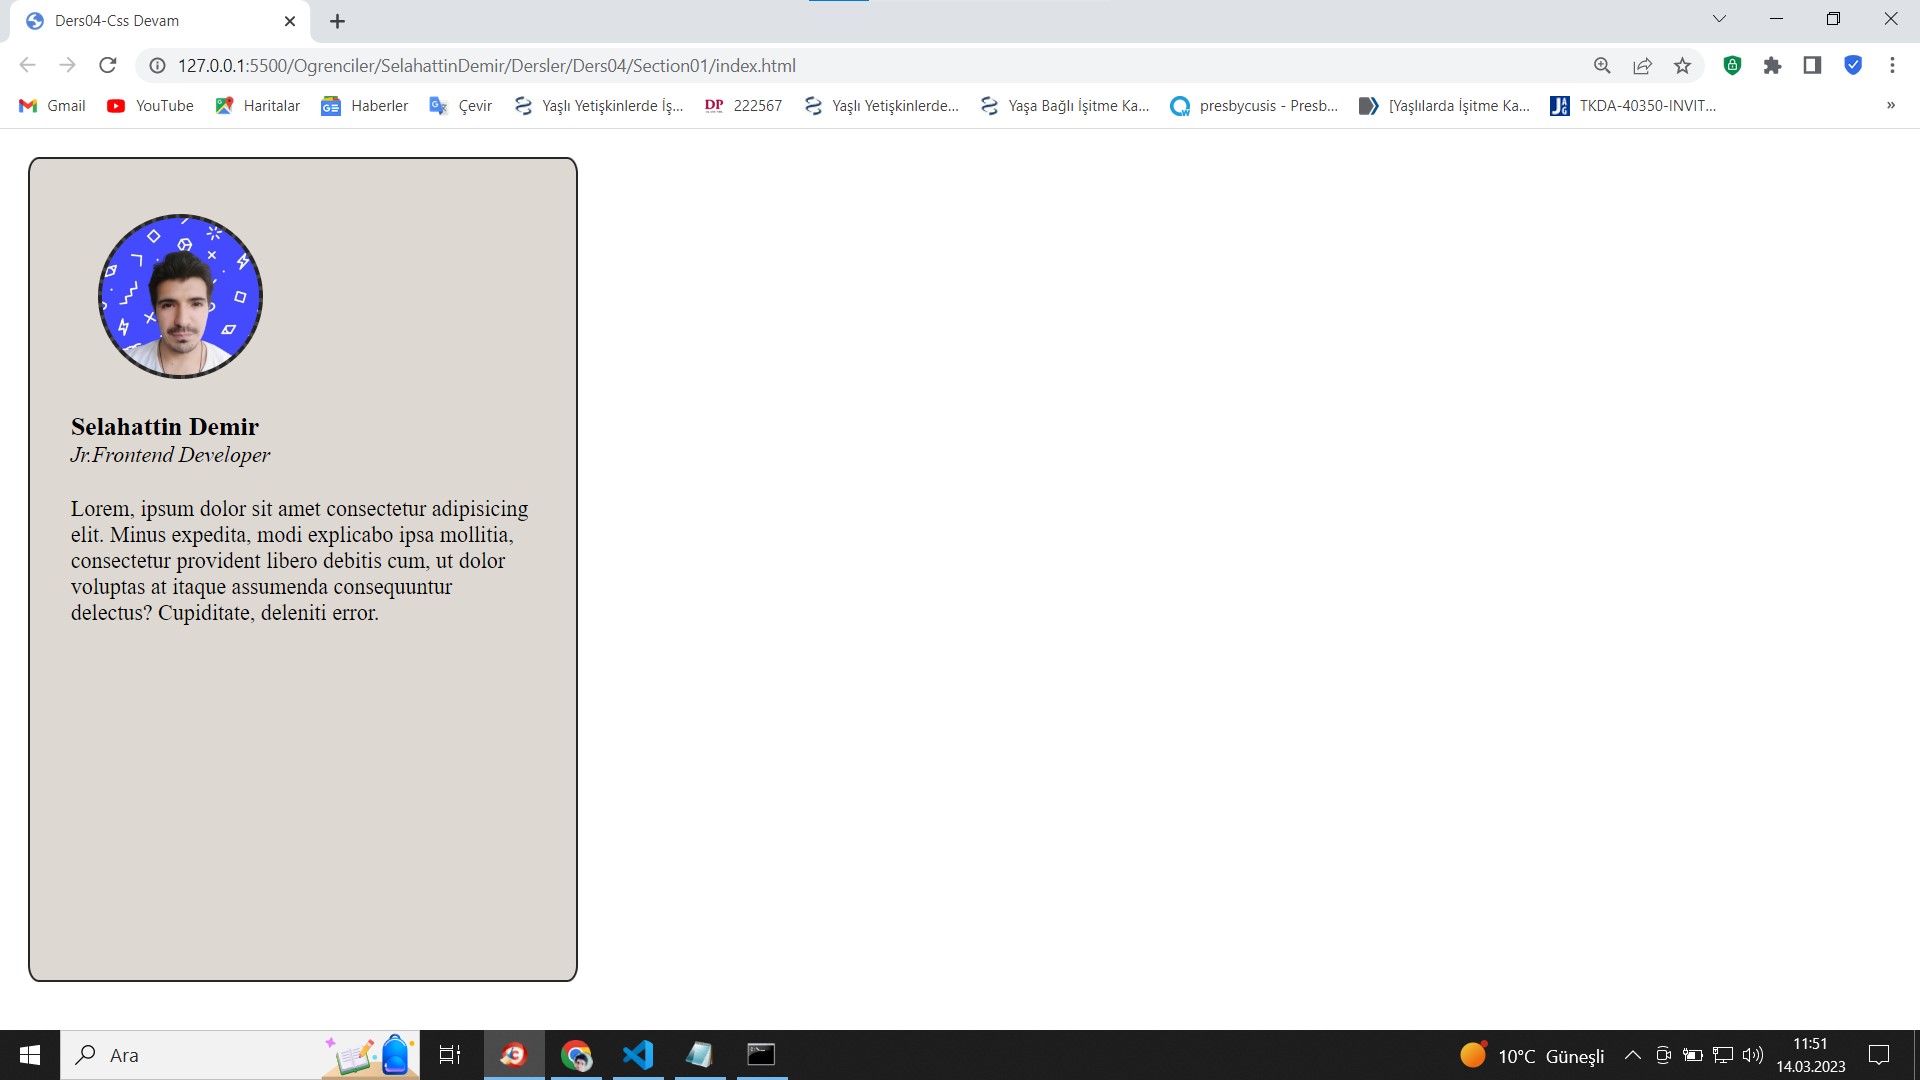 Ders04-Css Devam
127.0.0.1:5500/Ogrenciler/SelahattinDemir/Dersler/Ders04/Section01/index.html
Gmail YouTube Haritalar Haberler Çevir Yaşlı Yetişkinlerde İş... DP 222567 Yaşlı Yetişkinlerde... Yaşa Bağlı İşitme Ka... presbycusis - Presb... [Yaşlılarda İşitme Ka... TKDA-40350-INVIT... »
Selahattin Demir
Jr.Frontend Developer
Lorem, ipsum dolor sit amet consectetur adipisicing
elit. Minus expedita, modi explicabo ipsa mollitia,
consectetur provident libero debitis cum, ut dolor
voluptas at itaque assumenda consequuntur
delectus? Cupiditate, deleniti error.
Ara
10°C Güneşli
11:51
14.03.2023